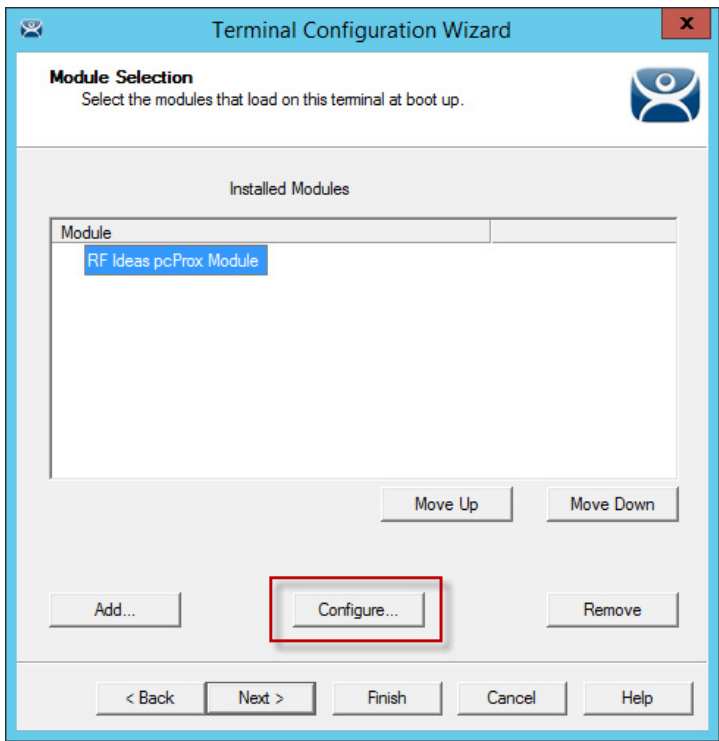 Terminal Configuration Wizard
x
Module Selection
Select the modules that load on this terminal at boot up.
Installed Modules
Module
RF Ideas pcProx Module
Move Up Move Down
Add... Configure... Remove
< Back Next > Finish Cancel Help